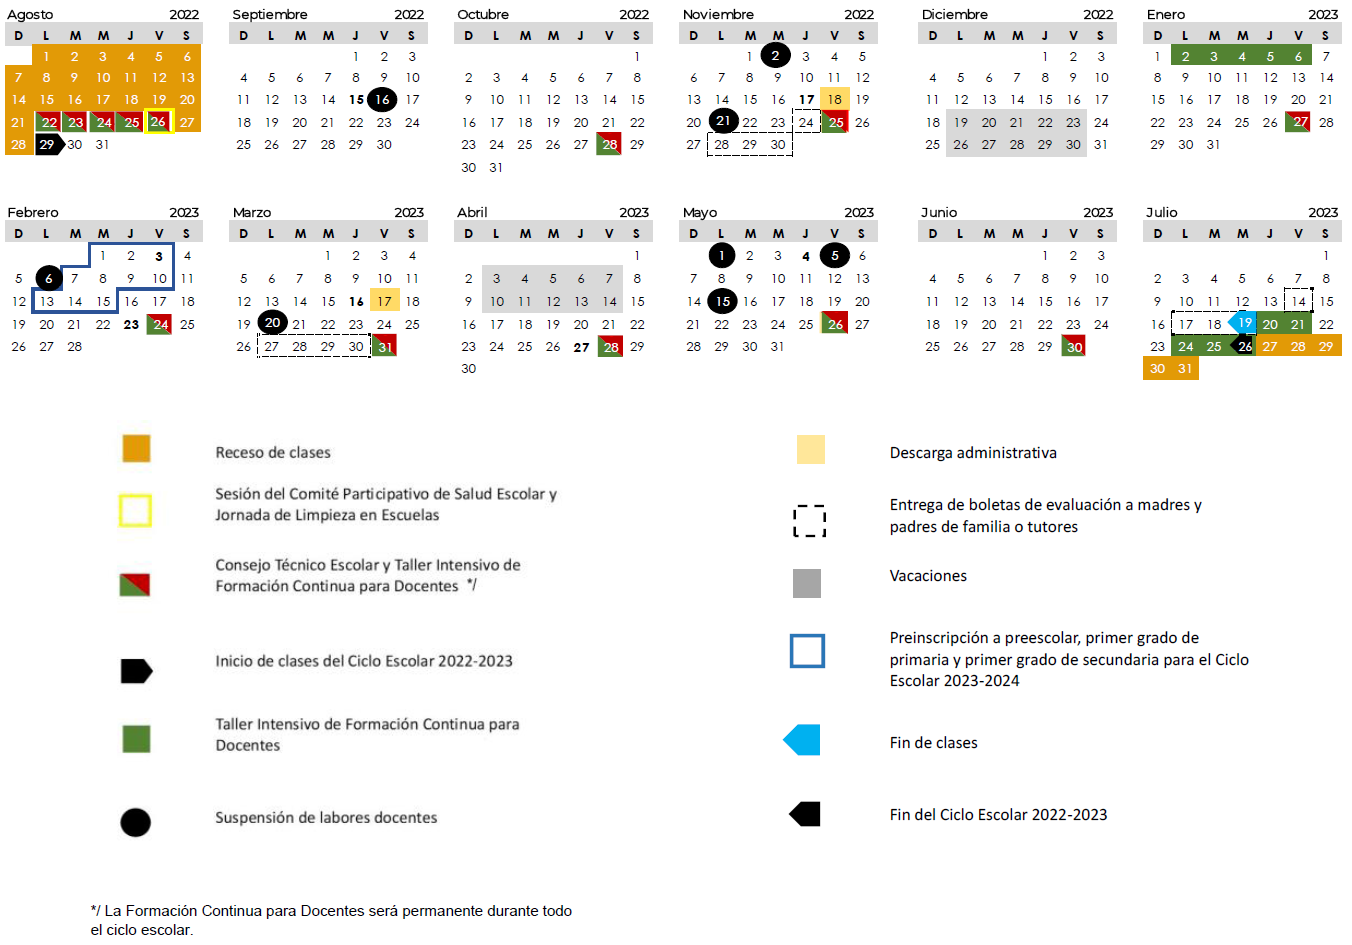 Agosto 2022
D L M M J V S
1 2 3 4 5 6
7 8 9 10 11 12 13
14 15 16 17 18 19 20
21 22 23 24 25 26 27
28 29 30 31
Septiembre 2022
D L M M J V S
1 2 3
4 5 6 7 8 9 10
11 12 13 14 15 16 17
18 19 20 21 22 23 24
25 26 27 28 29 30
Octubre 2022
D L M M J V S
1
2 3 4 5 6 7 8
9 10 11 12 13 14 15
16 17 18 19 20 21 22
23 24 25 26 27 28 29
30 31
Noviembre 2022
D L M M J V S
1 2 3 4 5
6 7 8 9 10 11 12
13 14 15 16 17 18 19
20 21 22 23 24 25 26
27 28 29 30
Diciembre 2022
D L M M J V S
1 2 3
4 5 6 7 8 9 10
11 12 13 14 15 16 17
18 19 20 21 22 23 24
25 26 27 28 29 30 31
Enero 2023
D L M M J V S
1 2 3 4 5 6 7
8 9 10 11 12 13 14
15 16 17 18 19 20 21
22 23 24 25 26 27 28
29 30 31
Febrero 2023
D L M M J V S
1 2 3 4
5 6 7 8 9 10 11
12 13 14 15 16 17 18
19 20 21 22 23 24 25
26 27 28
Marzo 2023
D L M M J V S
1 2 3 4
5 6 7 8 9 10 11
12 13 14 15 16 17 18
19 20 21 22 23 24 25
26 27 28 29 30 31
Abril 2023
D L M M J V S
1
2 3 4 5 6 7 8
9 10 11 12 13 14 15
16 17 18 19 20 21 22
23 24 25 26 27 28 29
30
Mayo 2023
D L M M J V S
1 2 3 4 5 6
7 8 9 10 11 12 13
14 15 16 17 18 19 20
21 22 23 24 25 26 27
28 29 30 31
Junio 2023
D L M M J V S
1 2 3
4 5 6 7 8 9 10
11 12 13 14 15 16 17
18 19 20 21 22 23 24
25 26 27 28 29 30
Julio 2023
D L M M J V S
1
2 3 4 5 6 7 8
9 10 11 12 13 14 15
16 17 18 19 20 21 22
23 24 25 26 27 28 29
30 31
Receso de clases
Sesión del Comité Participativo de Salud Escolar y
Jornada de Limpieza en Escuelas
Consejo Técnico Escolar y Taller Intensivo de
Formación Continua para Docentes */
Inicio de clases del Ciclo Escolar 2022-2023
Taller Intensivo de Formación Continua para
Docentes
Suspensión de labores docentes
Descarga administrativa
Entrega de boletas de evaluación a madres y
padres de familia o tutores
Vacaciones
Preinscripción a preescolar, primer grado de
primaria y primer grado de secundaria para el Ciclo
Escolar 2023-2024
Fin de clases
Fin del Ciclo Escolar 2022-2023
*/ La Formación Continua para Docentes será permanente durante todo
el ciclo escolar.